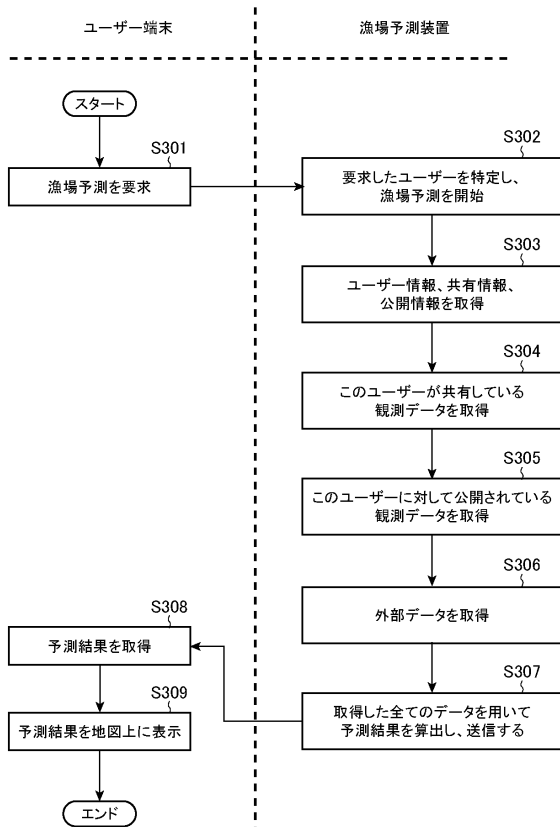 ユーザー端末
漁場予測装置
スタート
S301
漁場予測を要求
S302
要求したユーザーを特定し、
漁場予測を開始
S303
ユーザー情報、共有情報、
公開情報を取得
S304
このユーザーが共有している
観測データを取得
S305
このユーザーに対して公開されている
観測データを取得
S306
外部データを取得
S307
取得した全てのデータを用いて
予測結果を算出し、送信する
S308
予測結果を取得
S309
予測結果を地図上に表示
エンド